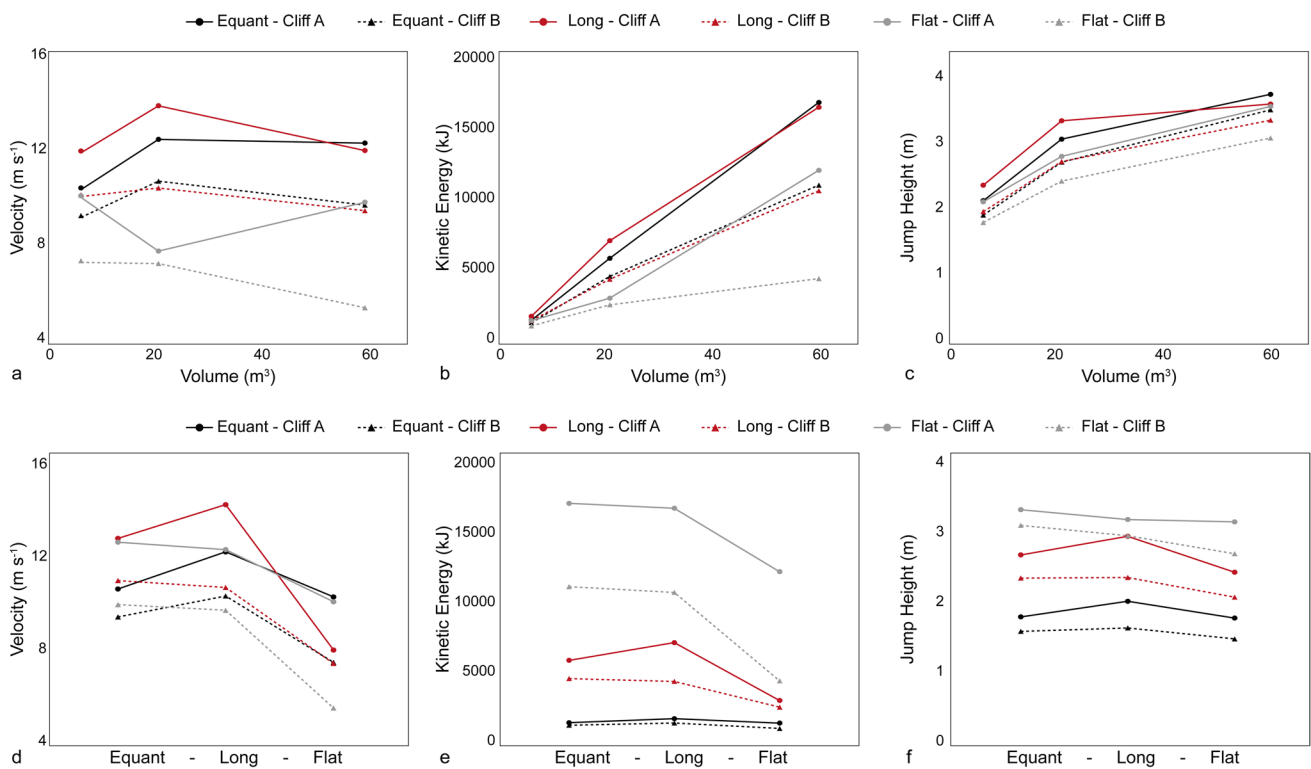 Equant - Cliff A Equant - Cliff B Long - Cliff A Long - Cliff B Flat - Cliff A Flat - Cliff B
16
12
8
4
Velocity (m s⁻¹)
0 20 40 60
a Volume (m³)
20000
15000
10000
5000
0
Kinetic Energy (kJ)
0 20 40 60
b Volume (m³)
4
3
2
1
0
Jump Height (m)
0 20 40 60
c Volume (m³)
Equant - Cliff A Equant - Cliff B Long - Cliff A Long - Cliff B Flat - Cliff A Flat - Cliff B
16
12
8
4
Velocity (m s⁻¹)
d Equant - Long - Flat
20000
15000
10000
5000
0
Kinetic Energy (kJ)
e Equant - Long - Flat
4
3
2
1
0
Jump Height (m)
f Equant - Long - Flat